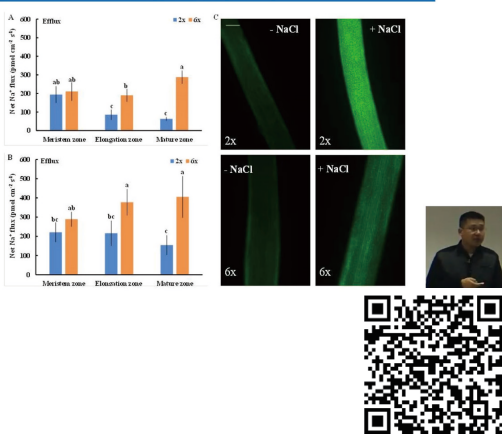 A
Efflux
2x 6x
Net Na⁺ flux (pmol cm⁻² s¹)
600
500
400
300
200
100
0
ab
ab
c
b
c
a
Meristem zone
Elongation zone
Mature zone
B
Efflux
2x 6x
Net Na⁺ flux (pmol cm⁻² s¹)
600
500
400
300
200
100
0
bc
ab
bc
a
c
a
Meristem zone
Elongation zone
Mature zone
C
- NaCl
2x
+ NaCl
2x
- NaCl
6x
+ NaCl
6x